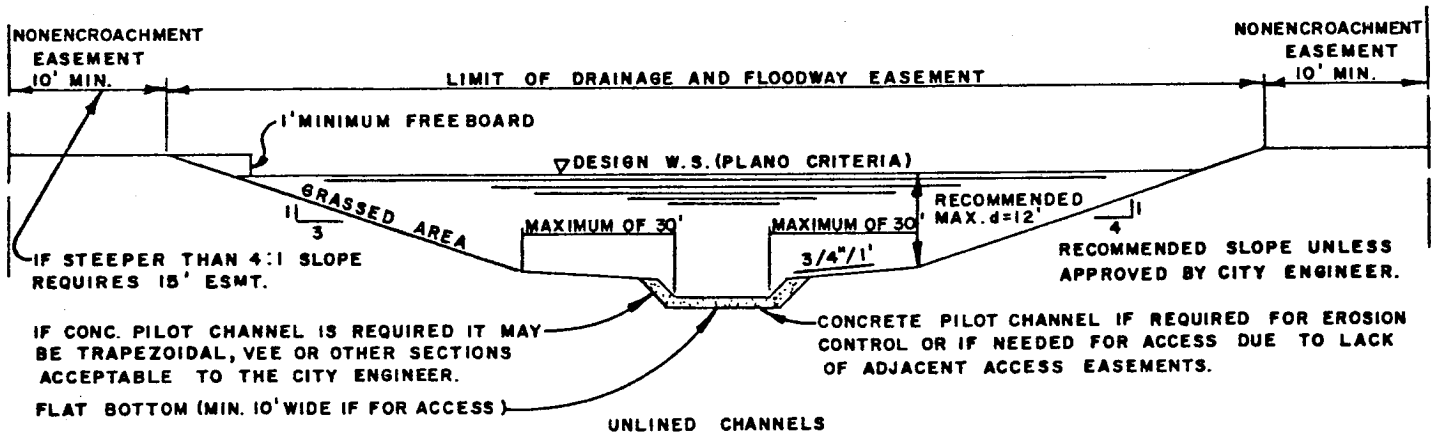 NONENCROACHMENT
EASEMENT
10' MIN.
LIMIT OF DRAINAGE AND FLOODWAY EASEMENT
NONENCROACHMENT
EASEMENT
10' MIN.
1' MINIMUM FREEBOARD
DESIGN W.S. (PLANO CRITERIA)
GRASSED AREA
1
3
MAXIMUM OF 30'
MAXIMUM OF 30'
RECOMMENDED
MAX. d=12'
1
4
3/4"/1'
IF STEEPER THAN 4:1 SLOPE
REQUIRES 15' ESMT.
RECOMMENDED SLOPE UNLESS
APPROVED BY CITY ENGINEER.
IF CONC. PILOT CHANNEL IS REQUIRED IT MAY
BE TRAPEZOIDAL, VEE OR OTHER SECTIONS
ACCEPTABLE TO THE CITY ENGINEER.
CONCRETE PILOT CHANNEL IF REQUIRED FOR EROSION
CONTROL OR IF NEEDED FOR ACCESS DUE TO LACK
OF ADJACENT ACCESS EASEMENTS.
FLAT BOTTOM (MIN. 10' WIDE IF FOR ACCESS)
UNLINED CHANNELS